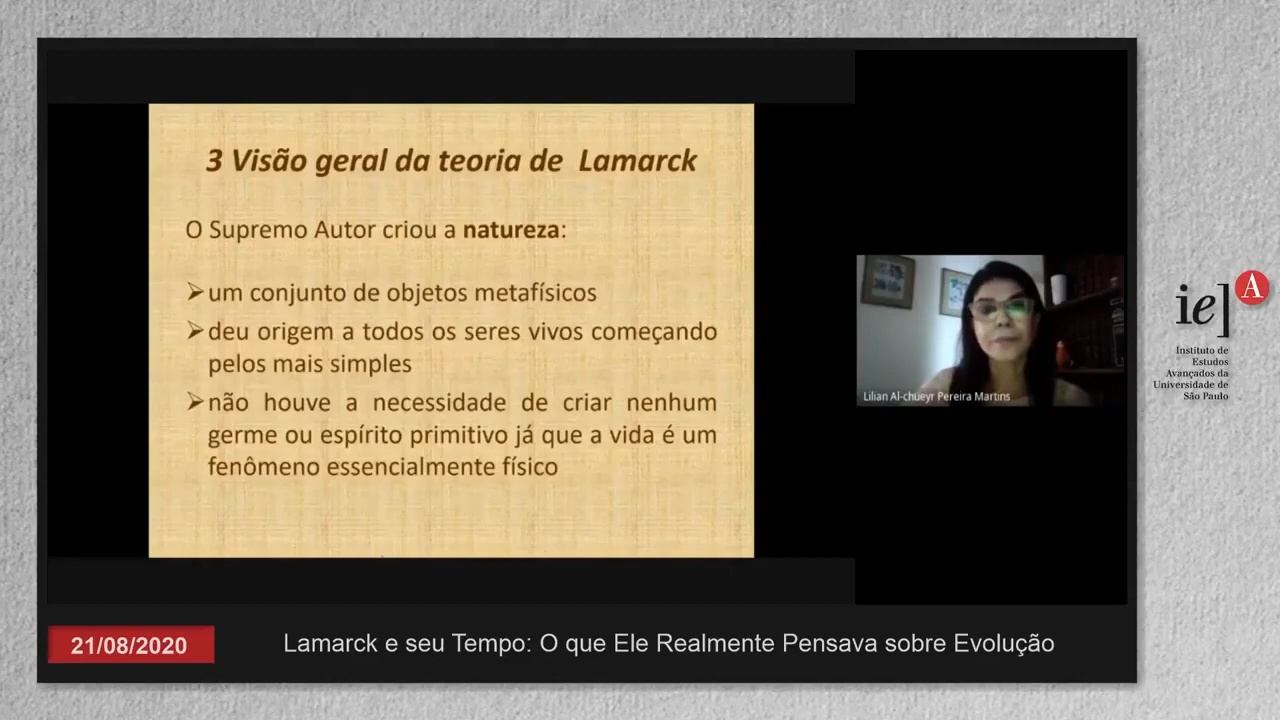 3 Visão geral da teoria de Lamarck
O Supremo Autor criou a natureza:
➢um conjunto de objetos metafísicos
➢deu origem a todos os seres vivos começando
pelos mais simples
➢não houve a necessidade de criar nenhum
germe ou espírito primitivo já que a vida é um
fenômeno essencialmente físico
Lilian Al-chueyr Pereira Martins
ie] A
Instituto de
Estudos
Avançados da
Universidade de
São Paulo
21/08/2020
Lamarck e seu Tempo: O que Ele Realmente Pensava sobre Evolução